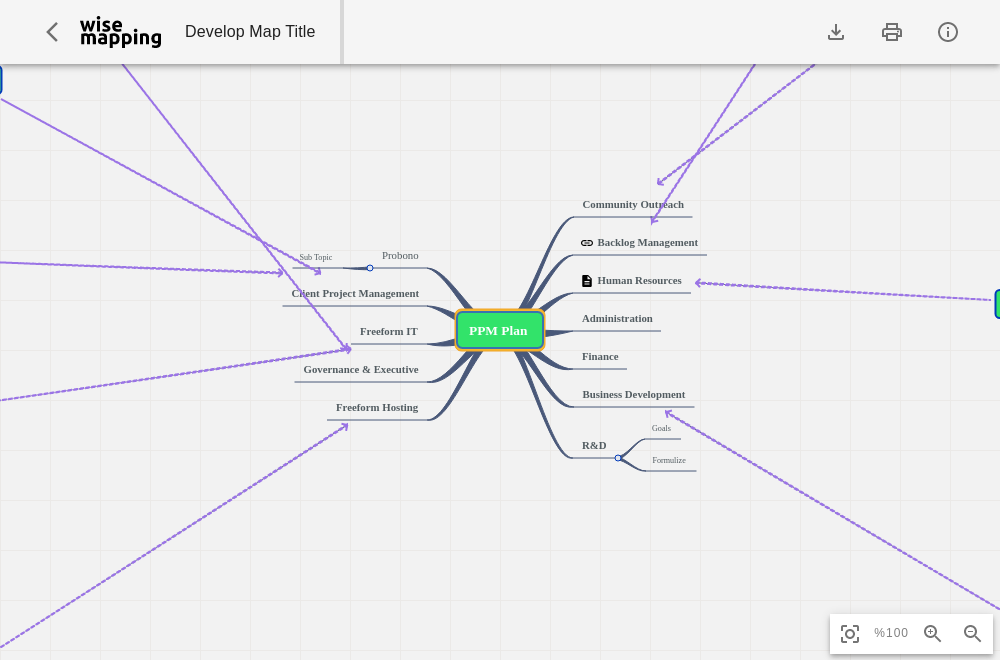 wise
mapping
Develop Map Title
Community Outreach
Backlog Management
Human Resources
Administration
Finance
Business Development
R&D
Goals
Formulize
PPM Plan
Probono
Sub Topic
Client Project Management
Freeform IT
Governance & Executive
Freeform Hosting
%100